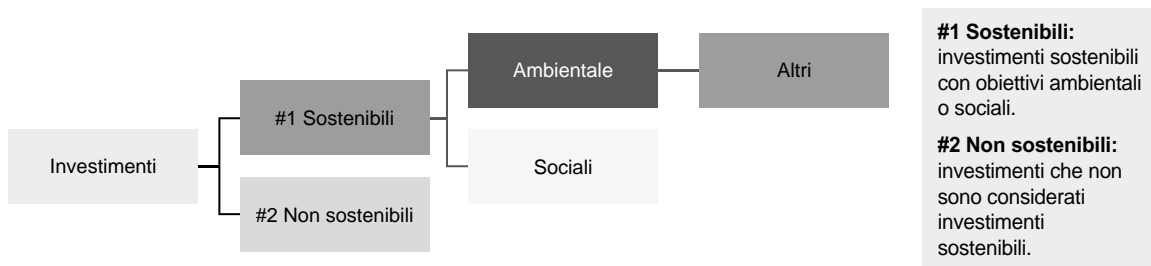 Ambientale
Altri
#1 Sostenibili
Investimenti
Sociali
#2 Non sostenibili
#1 Sostenibili:
investimenti sostenibili
con obiettivi ambientali
o sociali.
#2 Non sostenibili:
investimenti che non
sono considerati
investimenti
sostenibili.